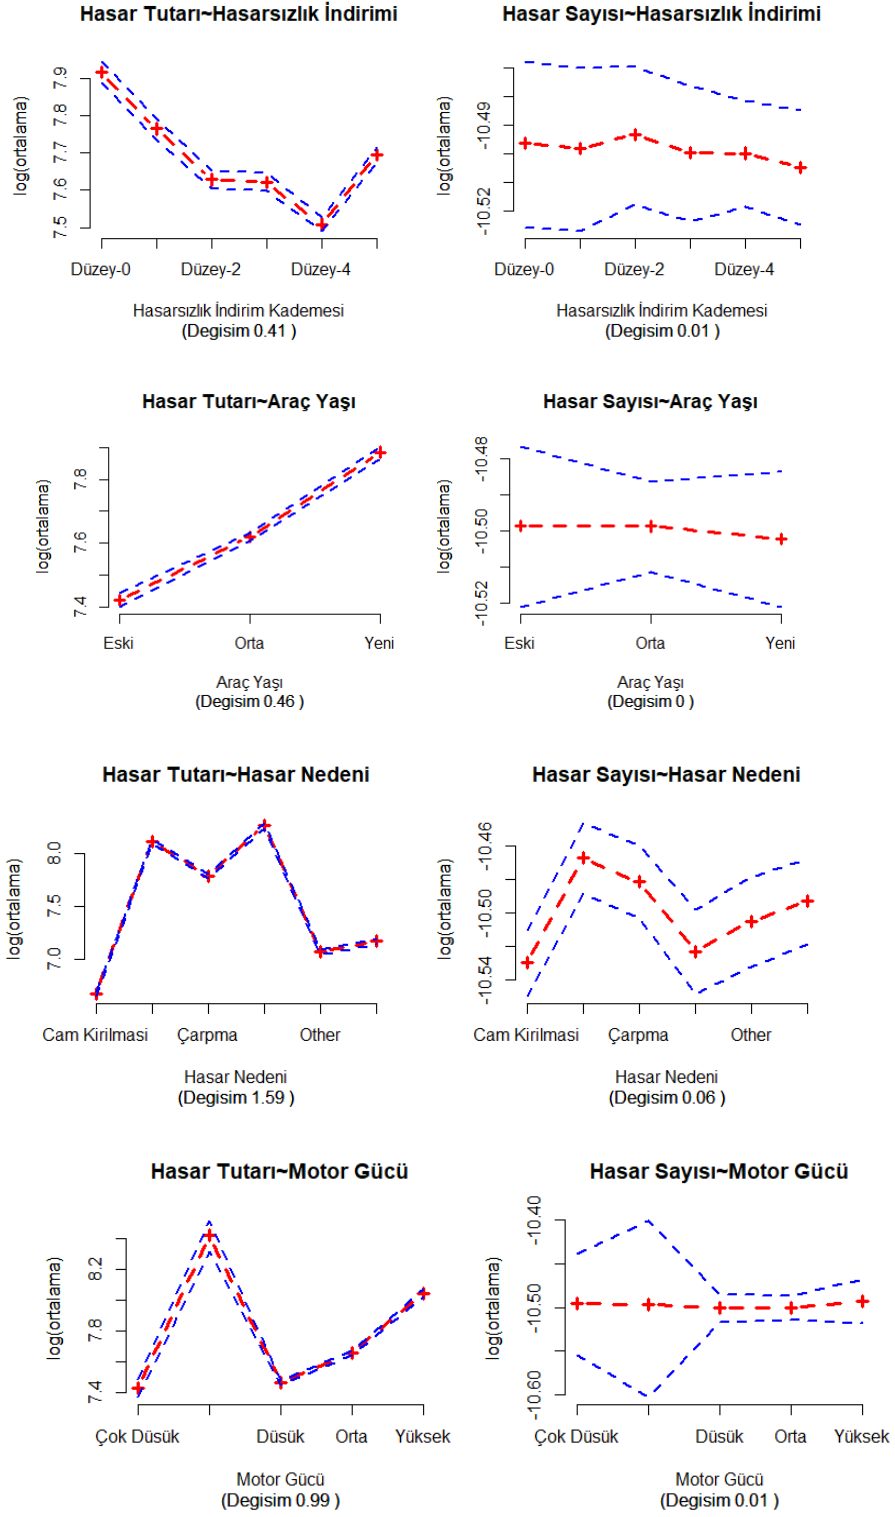 Hasar Tutarı~Hasarsızlık İndirimi
log(ortalama)
7.9
7.8
7.7
7.6
7.5
Düzey-0 Düzey-2 Düzey-4
Hasarsızlık İndirim Kademesi
(Degisim 0.41 )
Hasar Sayısı~Hasarsızlık İndirimi
log(ortalama)
-10.49
-10.52
Düzey-0 Düzey-2 Düzey-4
Hasarsızlık İndirim Kademesi
(Degisim 0.01 )
Hasar Tutarı~Araç Yaşı
log(ortalama)
7.8
7.6
7.4
Eski Orta Yeni
Araç Yaşı
(Degisim 0.46 )
Hasar Sayısı~Araç Yaşı
log(ortalama)
-10.48
-10.50
-10.52
Eski Orta Yeni
Araç Yaşı
(Degisim 0 )
Hasar Tutarı~Hasar Nedeni
log(ortalama)
8.0
7.5
7.0
Cam Kirilmasi Çarpma Other
Hasar Nedeni
(Degisim 1.59 )
Hasar Sayısı~Hasar Nedeni
log(ortalama)
-10.46
-10.50
-10.54
Cam Kirilmasi Çarpma Other
Hasar Nedeni
(Degisim 0.06 )
Hasar Tutarı~Motor Gücü
log(ortalama)
8.2
7.8
7.4
Çok Düsük Düsük Orta Yüksek
Motor Gücü
(Degisim 0.99 )
Hasar Sayısı~Motor Gücü
log(ortalama)
-10.40
-10.50
-10.60
Çok Düsük Düsük Orta Yüksek
Motor Gücü
(Degisim 0.01 )